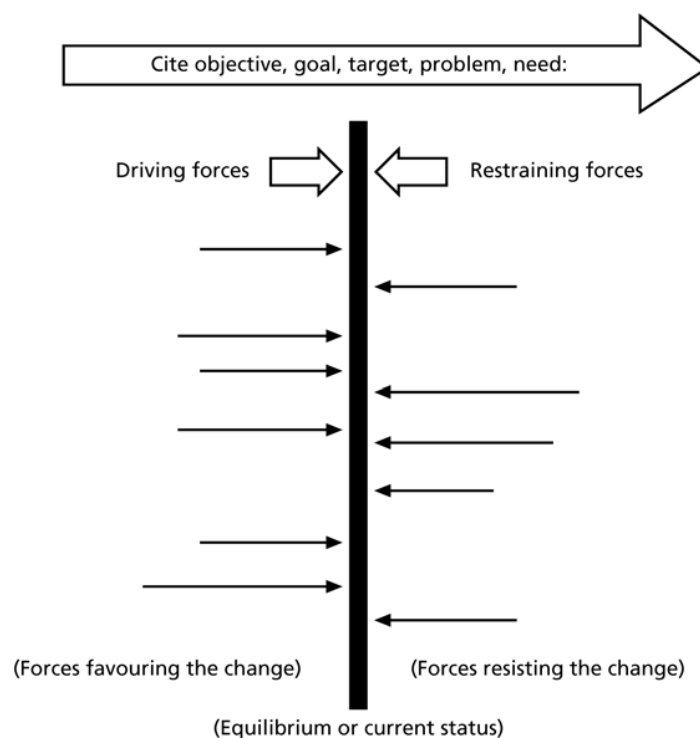 Cite objective, goal, target, problem, need:
Driving forces
Restraining forces
(Forces favouring the change)
(Forces resisting the change)
(Equilibrium or current status)